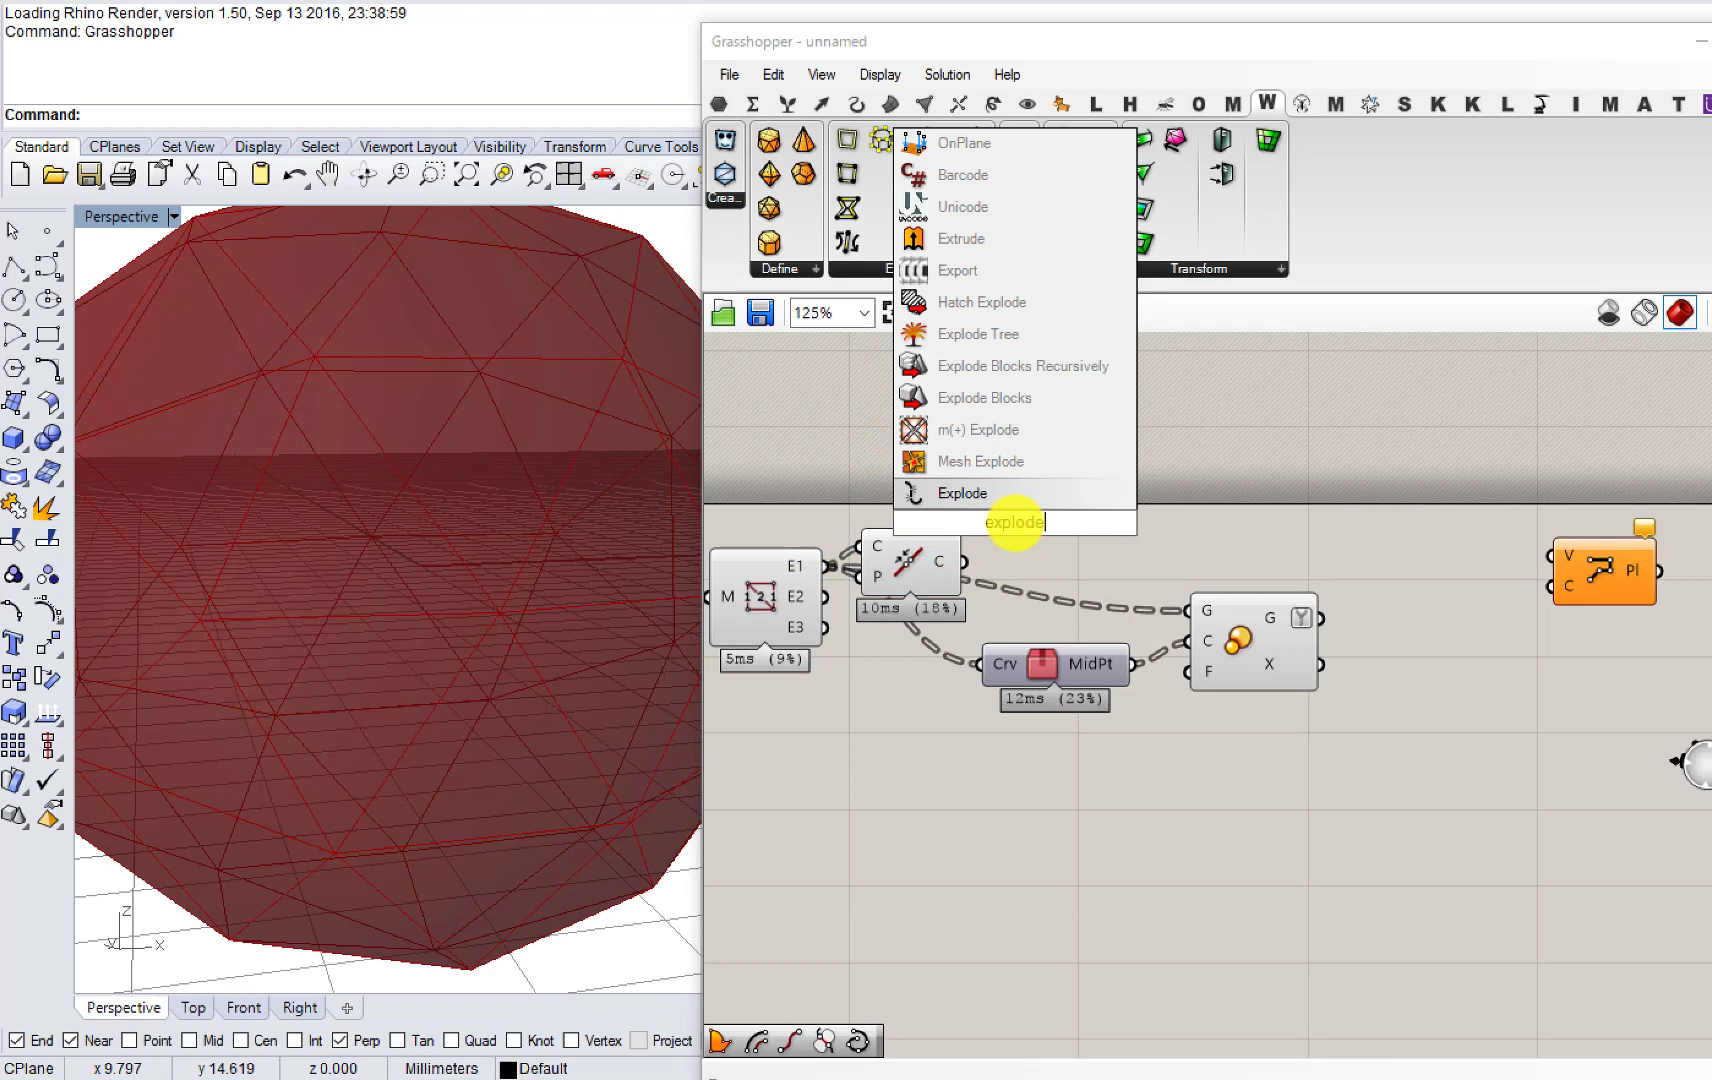 Loading Rhino Render, version 1.50, Sep 13 2016, 23:38:59
Command: Grasshopper
Command:
Standard CPlanes Set View Display Select Viewport Layout Visibility Transform Curve Tools
Perspective
z
y x
Perspective Top Front Right
End Near Point Mid Cen Int Perp Tan Quad Knot Vertex Project
CPlane x 9.797 y 14.619 z 0.000 Millimeters Default
Grasshopper - unnamed
File Edit View Display Solution Help
L H O M W M S K K L I M A T
Crea...
Define
E
Transform
125%
OnPlane
Barcode
Unicode
Extrude
Export
Hatch Explode
Explode Tree
Explode Blocks Recursively
Explode Blocks
m(+) Explode
Mesh Explode
Explode
explode
M E1 E2 E3
5ms (9%)
C P C
10ms (18%)
Crv MidPt
12ms (23%)
G C F G X
V C Pl